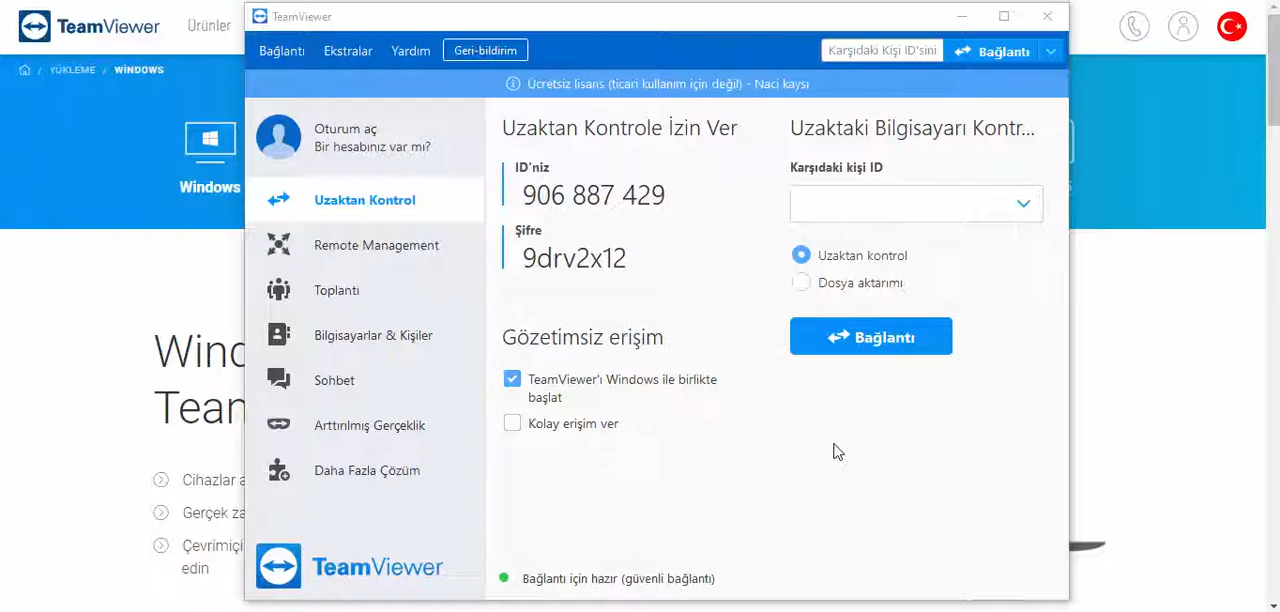 TeamViewer
Ürünler
YÜKLEME / WİNDOWS
Windows
Wind
Team
Cihazlar a
Gerçek za
Çevrimiçi
edin
TeamViewer
Bağlantı Ekstralar Yardım Geri-bildirim
Karşıdaki Kişi ID'sini Bağlantı
Ücretsiz lisans (ticari kullanım için değil) - Naci kaysı
Oturum aç
Bir hesabınız var mı?
Uzaktan Kontrol
Remote Management
Toplantı
Bilgisayarlar & Kişiler
Sohbet
Arttırılmış Gerçeklik
Daha Fazla Çözüm
TeamViewer
Uzaktan Kontrole İzin Ver
ID'niz
906 887 429
Şifre
9drv2x12
Gözetimsiz erişim
TeamViewer'ı Windows ile birlikte
başlat
Kolay erişim ver
Uzaktaki Bilgisayarı Kontr...
Karşıdaki kişi ID
Uzaktan kontrol
Dosya aktarımı
Bağlantı
Bağlantı için hazır (güvenli bağlantı)